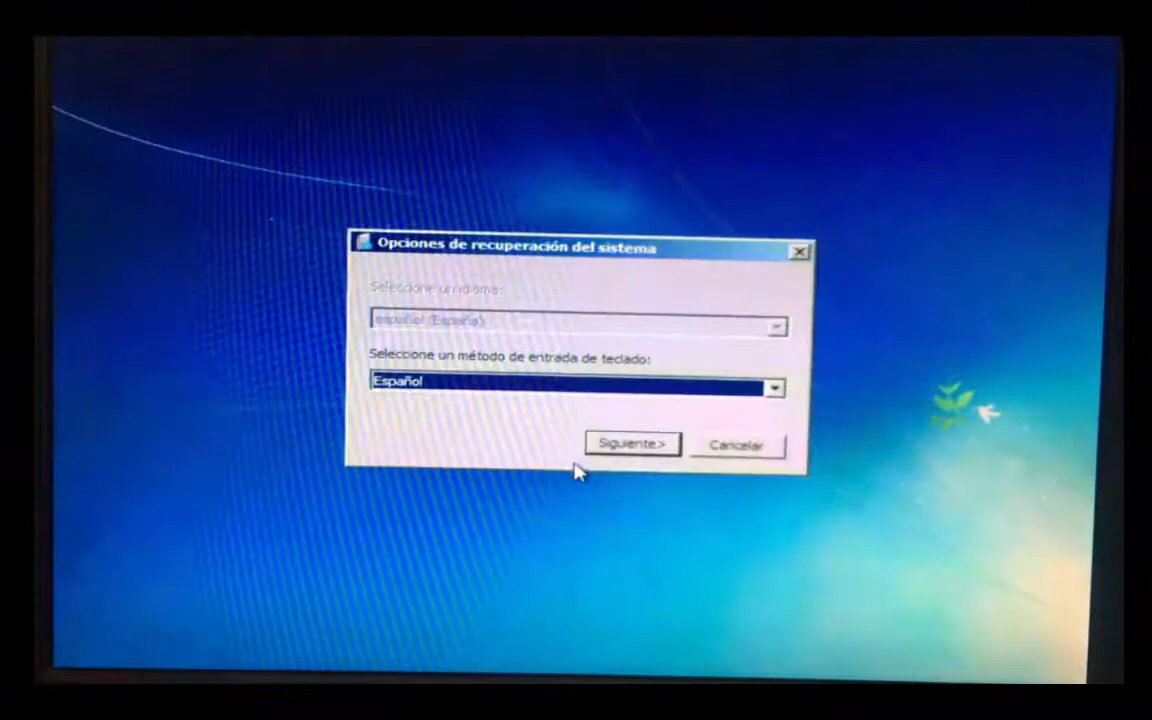 Opciones de recuperación del sistema
Seleccione un idioma:
español (España)
Seleccione un método de entrada de teclado:
Español
Siguiente>
Cancelar